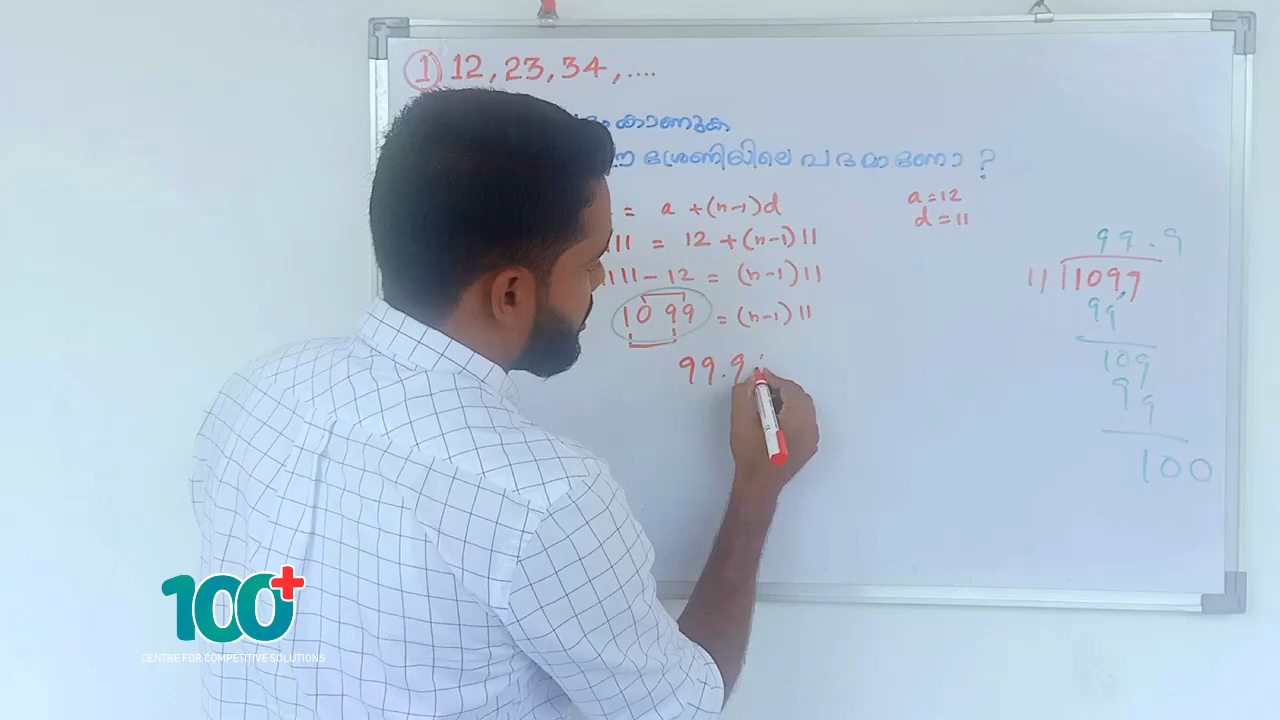 ① 12, 23, 34, ....
കാണുക
ശ്രേണിയിലെ പദമാണോ ?
= a + (n-1)d
11 = 12 + (n-1) 11
1111 - 12 = (n-1) 11
1099 = (n-1) 11
99.9
a = 12
d = 11
99.9
11 1099
99
109
99
100
100+
CENTRE FOR COMPETITIVE SOLUTIONS